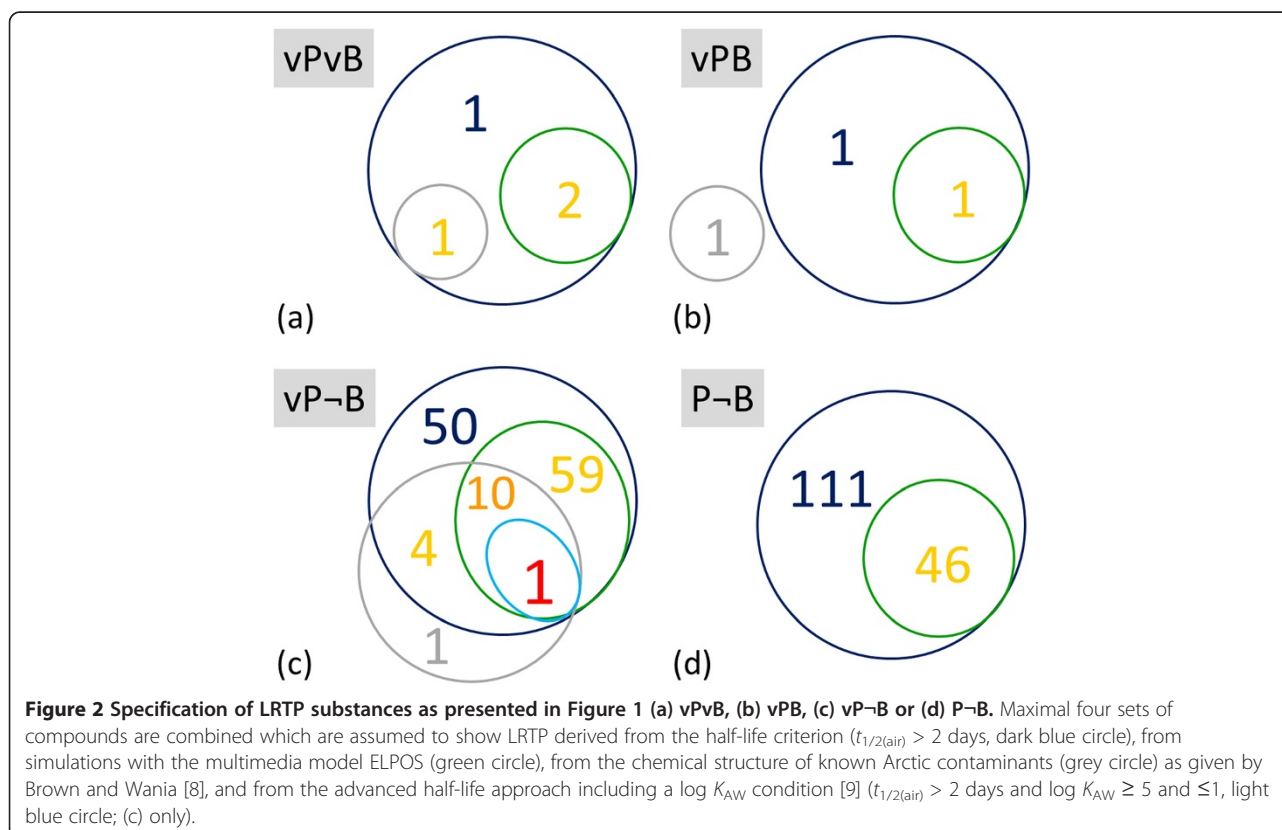 vPvB
1
2
1
(a)
vPB
1
1
1
(b)
vP¬B
50
59
10
4
1
1
(c)
P¬B
111
46
(d)
Figure 2 Specification of LRTP substances as presented in Figure 1 (a) vPvB, (b) vPB, (c) vP¬B or (d) P¬B. Maximal four sets of
compounds are combined which are assumed to show LRTP derived from the half-life criterion (t1/2(air) > 2 days, dark blue circle), from
simulations with the multimedia model ELPOS (green circle), from the chemical structure of known Arctic contaminants (grey circle) as given by
Brown and Wania [8], and from the advanced half-life approach including a log KAW condition [9] (t1/2(air) > 2 days and log KAW ≥ 5 and ≤1, light
blue circle; (c) only).